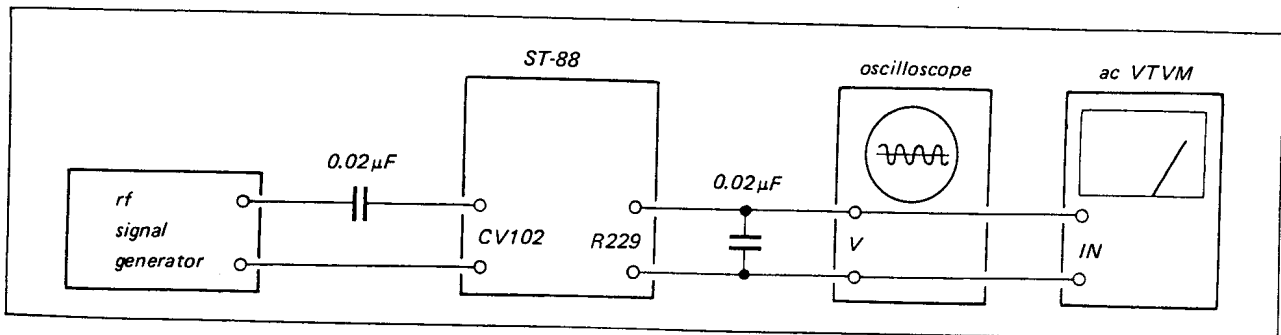 ST-88
oscilloscope
ac VTVM
0.02μF
0.02μF
rf
signal
generator
CV102
R229
V
IN